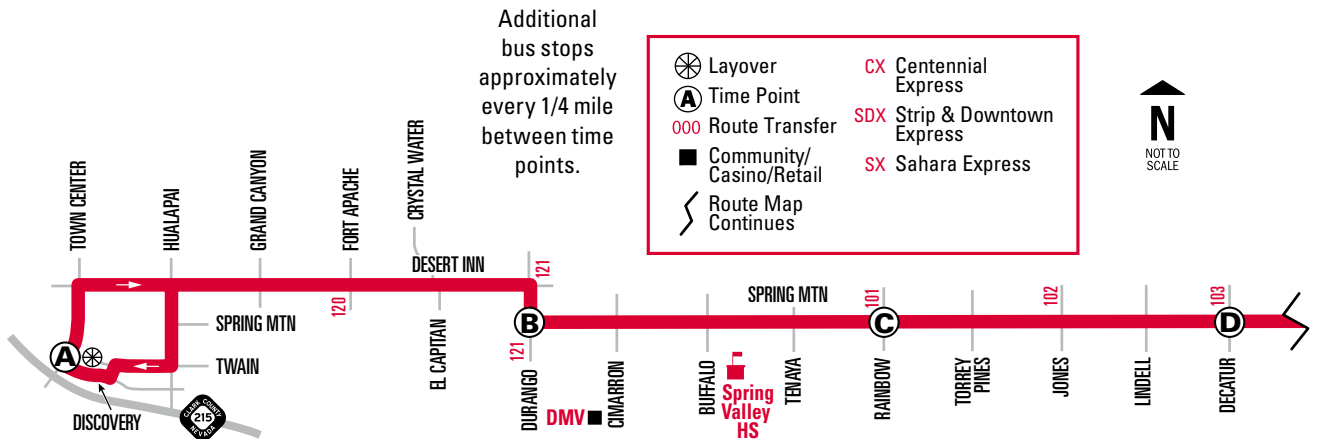 Additional
bus stops
approximately
every 1/4 mile
between time
points.
Layover
A Time Point
000 Route Transfer
Community/
Casino/Retail
Route Map
Continues
CX Centennial
Express
SDX Strip & Downtown
Express
SX Sahara Express
N
NOT TO
SCALE
TOWN CENTER
HUALAPAI
GRAND CANYON
FORT APACHE
CRYSTAL WATER
DESERT INN
121
120
SPRING MTN
TWAIN
A
DISCOVERY
CLARK COUNTY
215
NEVADA
EL CAPITAN
B
121
DURANGO
DMV
CIMARRON
BUFFALO
Spring
Valley
HS
SPRING MTN
TENAYA
101
C
RAINBOW
TORREY
PINES
102
JONES
LINDELL
103
D
DECATUR